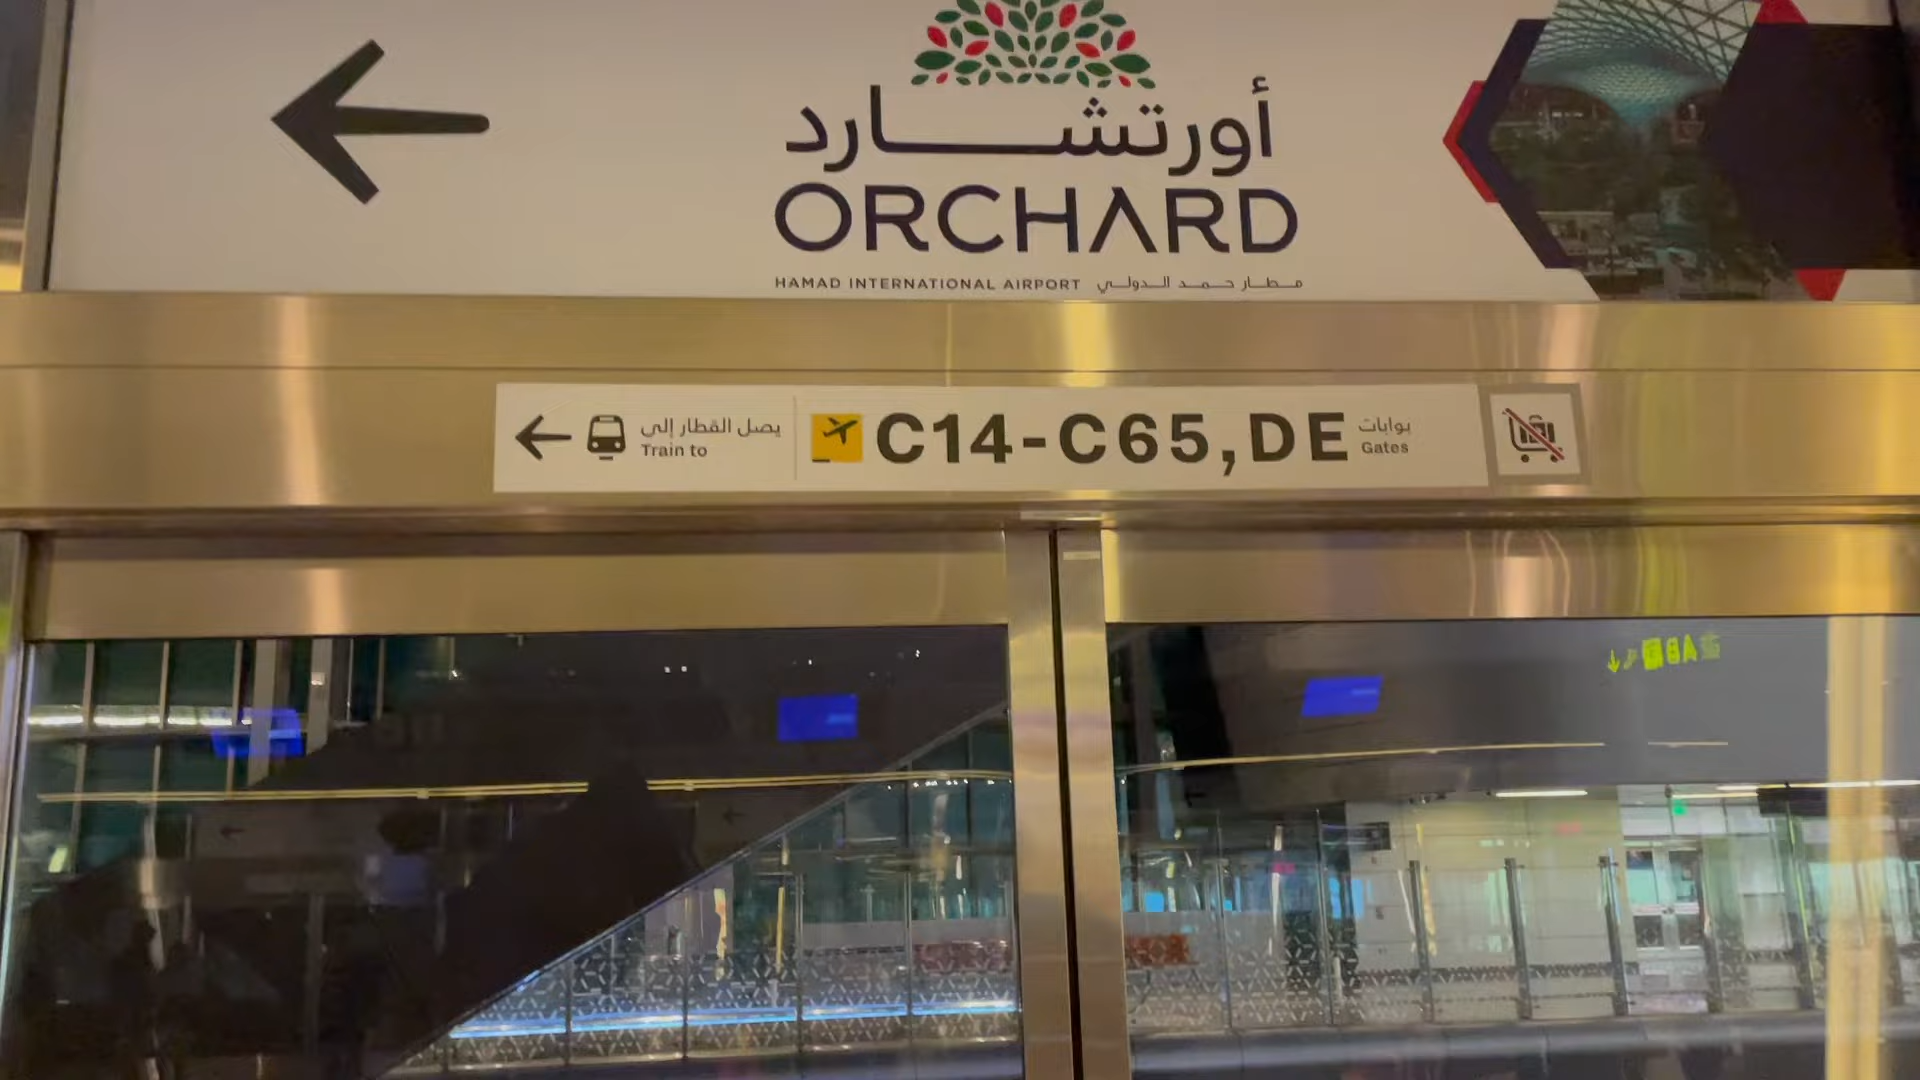 أورتشارد
ORCHARD
HAMAD INTERNATIONAL AIRPORT مطار حمد الدولي
يصل القطار إلى
Train to
C14-C65,DE
بوابات
Gates